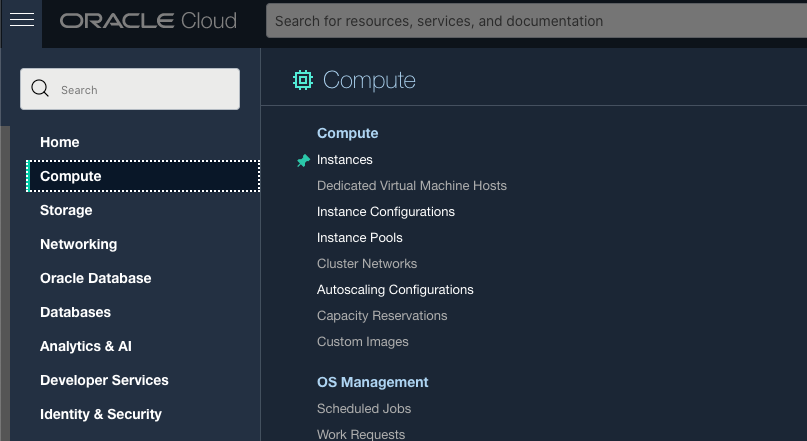 ORACLE Cloud
Search for resources, services, and documentation
Search
Home
Compute
Storage
Networking
Oracle Database
Databases
Analytics & AI
Developer Services
Identity & Security
Compute
Compute
Instances
Dedicated Virtual Machine Hosts
Instance Configurations
Instance Pools
Cluster Networks
Autoscaling Configurations
Capacity Reservations
Custom Images
OS Management
Scheduled Jobs
Work Requests